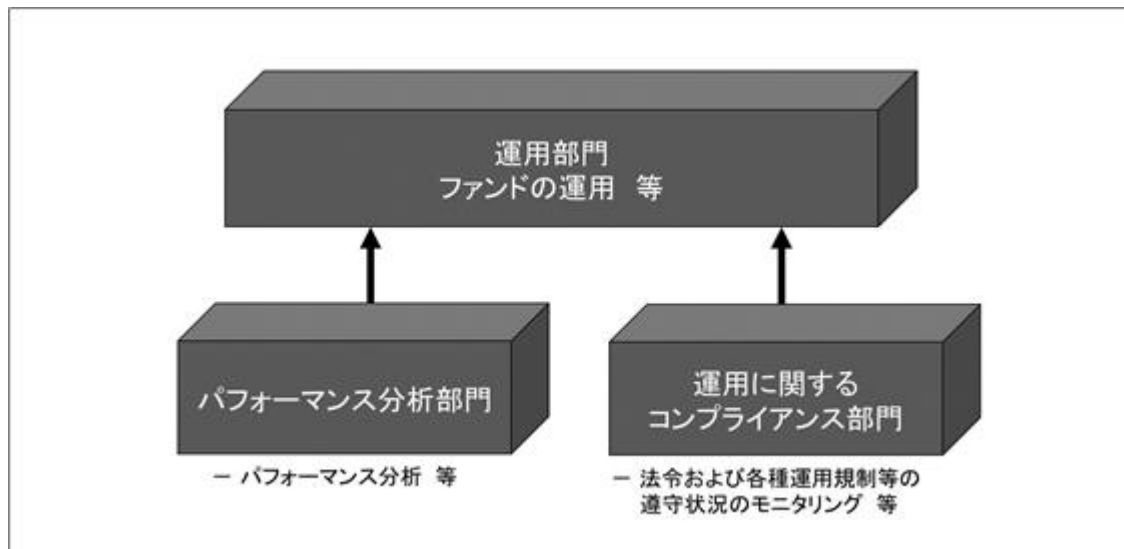 運用部門
ファンドの運用 等
パフォーマンス分析部門
－ パフォーマンス分析 等
運用に関する
コンプライアンス部門
－ 法令および各種運用規制等の
遵守状況のモニタリング 等